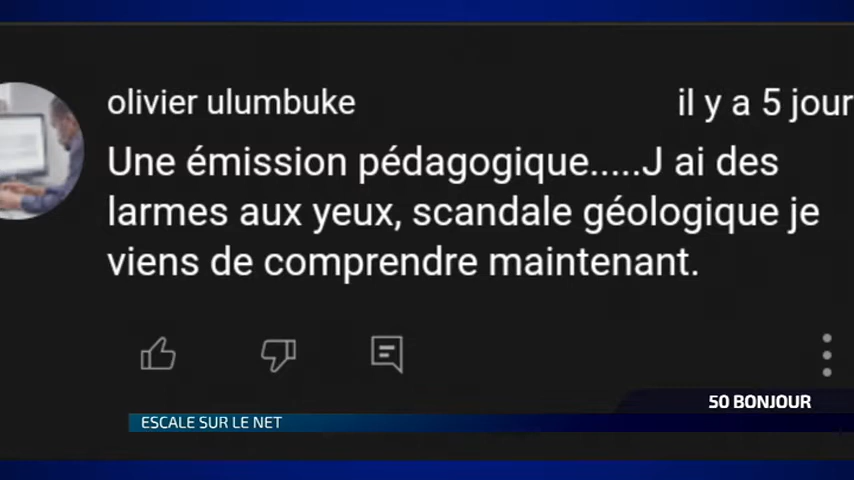 olivier ulumbuke
il y a 5 jour
Une émission pédagogique.....J ai des
larmes aux yeux, scandale géologique je
viens de comprendre maintenant.
50 BONJOUR
ESCALE SUR LE NET